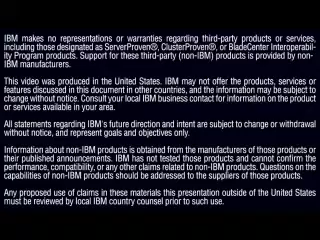 IBM makes no representations or warranties regarding third-party products or services,
including those designated as ServerProven®, ClusterProven®, or BladeCenter Interoperabil-
ity Program products. Support for these third-party (non-IBM) products is provided by non-
IBM manufacturers.
This video was produced in the United States. IBM may not offer the products, services or
features discussed in this document in other countries, and the information may be subject to
change without notice. Consult your local IBM business contact for information on the product
or services available in your area.
All statements regarding IBM's future direction and intent are subject to change or withdrawal
without notice, and represent goals and objectives only.
Information about non-IBM products is obtained from the manufacturers of those products or
their published announcements. IBM has not tested those products and cannot confirm the
performance, compatibility, or any other claims related to non-IBM products. Questions on the
capabilities of non-IBM products should be addressed to the suppliers of those products.
Any proposed use of claims in these materials this presentation outside of the United States
must be reviewed by local IBM country counsel prior to such use.